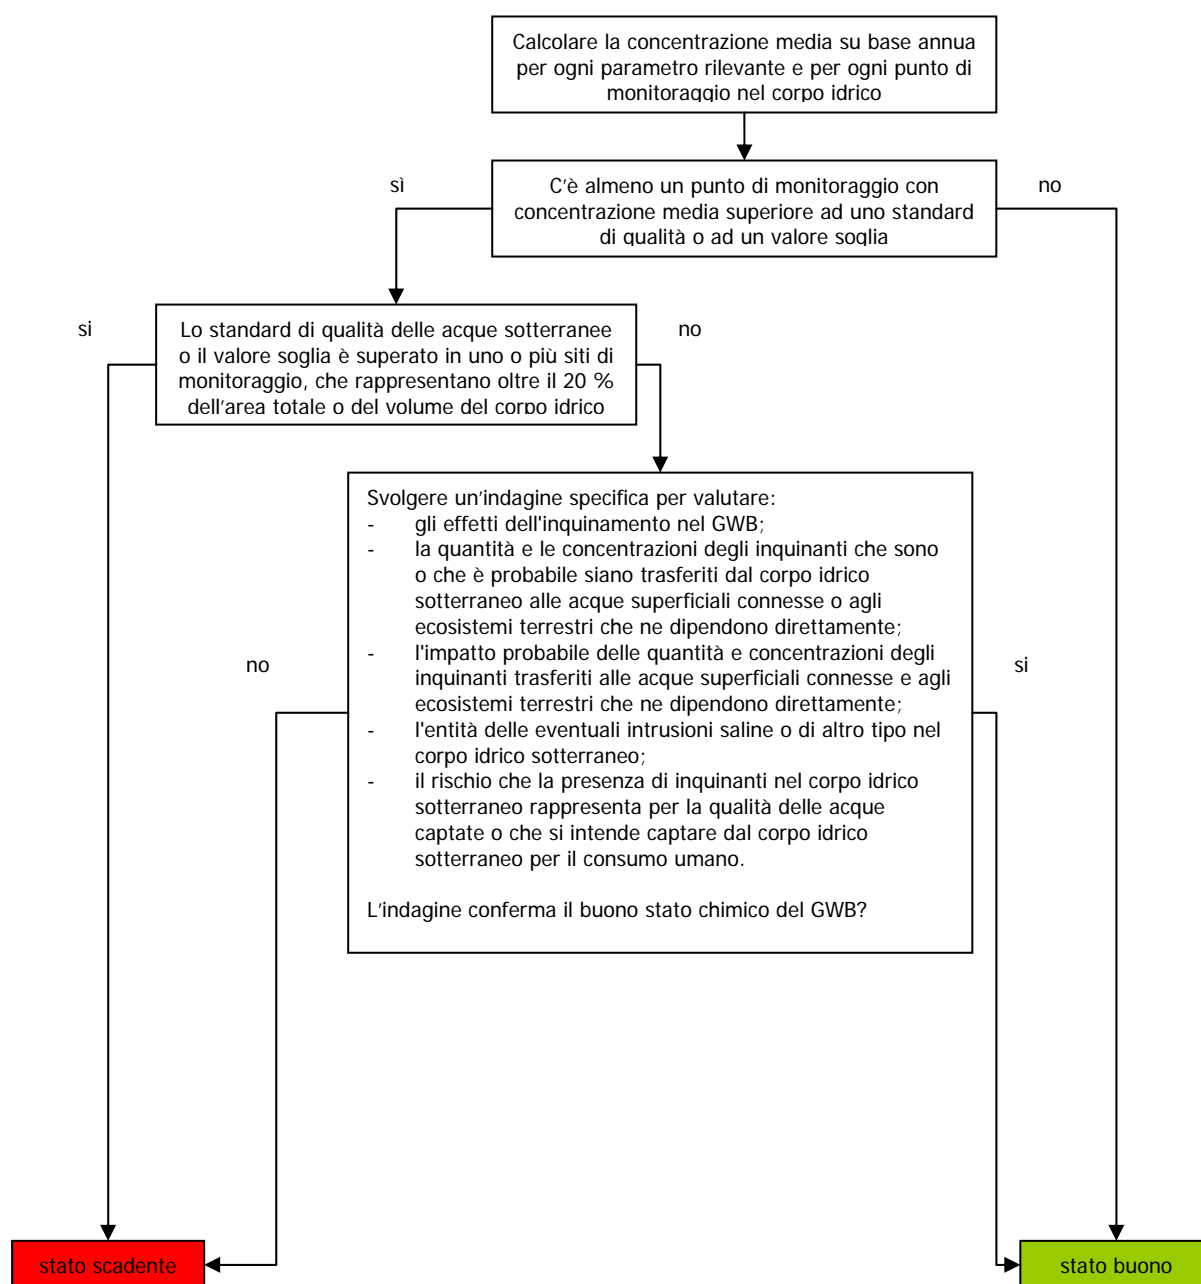 Calcolare la concentrazione media su base annua
per ogni parametro rilevante e per ogni punto di
monitoraggio nel corpo idrico
sì
C'è almeno un punto di monitoraggio con
concentrazione media superiore ad uno standard
di qualità o ad un valore soglia
no
si
Lo standard di qualità delle acque sotterranee
o il valore soglia è superato in uno o più siti di
monitoraggio, che rappresentano oltre il 20 %
dell'area totale o del volume del corpo idrico
no
Svolgere un'indagine specifica per valutare:
- gli effetti dell'inquinamento nel GWB;
- la quantità e le concentrazioni degli inquinanti che sono
o che è probabile siano trasferiti dal corpo idrico
sotterraneo alle acque superficiali connesse o agli
ecosistemi terrestri che ne dipendono direttamente;
- l'impatto probabile delle quantità e concentrazioni degli
inquinanti trasferiti alle acque superficiali connesse e agli
ecosistemi terrestri che ne dipendono direttamente;
- l'entità delle eventuali intrusioni saline o di altro tipo nel
corpo idrico sotterraneo;
- il rischio che la presenza di inquinanti nel corpo idrico
sotterraneo rappresenta per la qualità delle acque
captate o che si intende captare dal corpo idrico
sotterraneo per il consumo umano.
L'indagine conferma il buono stato chimico del GWB?
no
si
stato scadente
stato buono